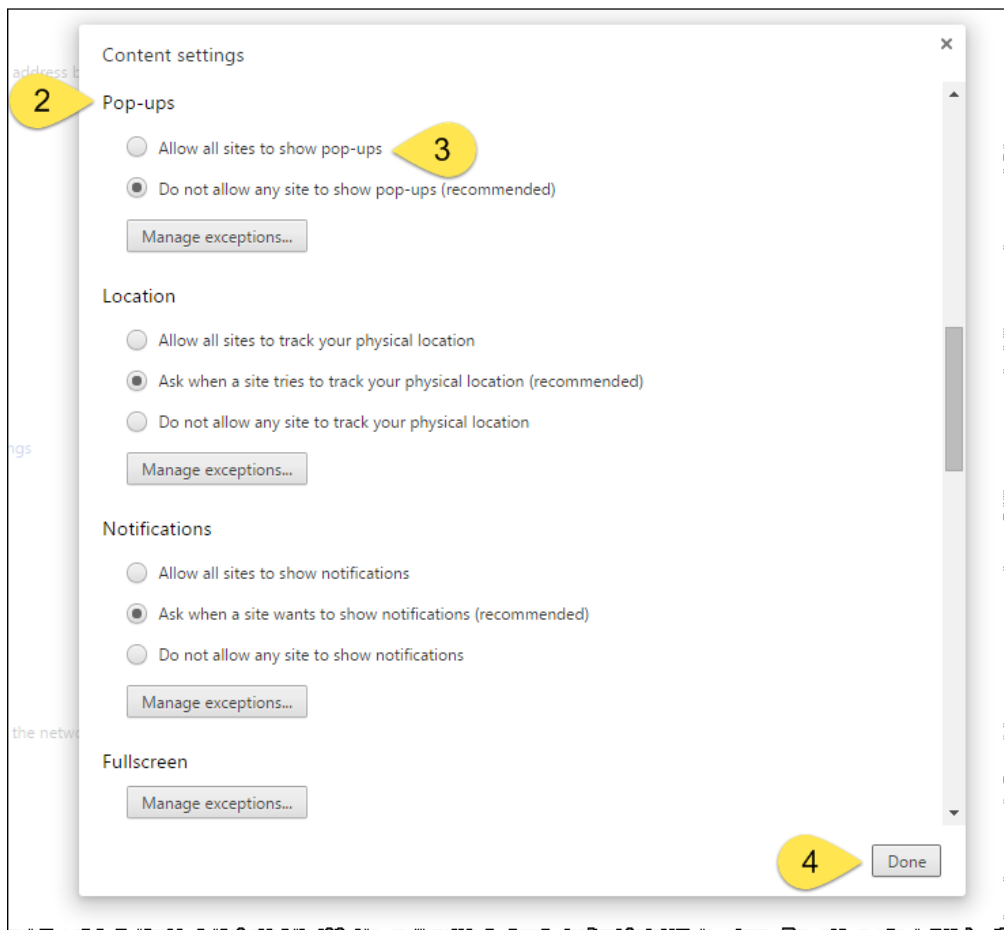 Content settings
×
address b
2
Pop-ups
Allow all sites to show pop-ups
3
Do not allow any site to show pop-ups (recommended)
Manage exceptions...
Location
Allow all sites to track your physical location
Ask when a site tries to track your physical location (recommended)
Do not allow any site to track your physical location
ngs
Manage exceptions...
Notifications
Allow all sites to show notifications
Ask when a site wants to show notifications (recommended)
Do not allow any site to show notifications
Manage exceptions...
the netwo
Fullscreen
Manage exceptions...
4
Done